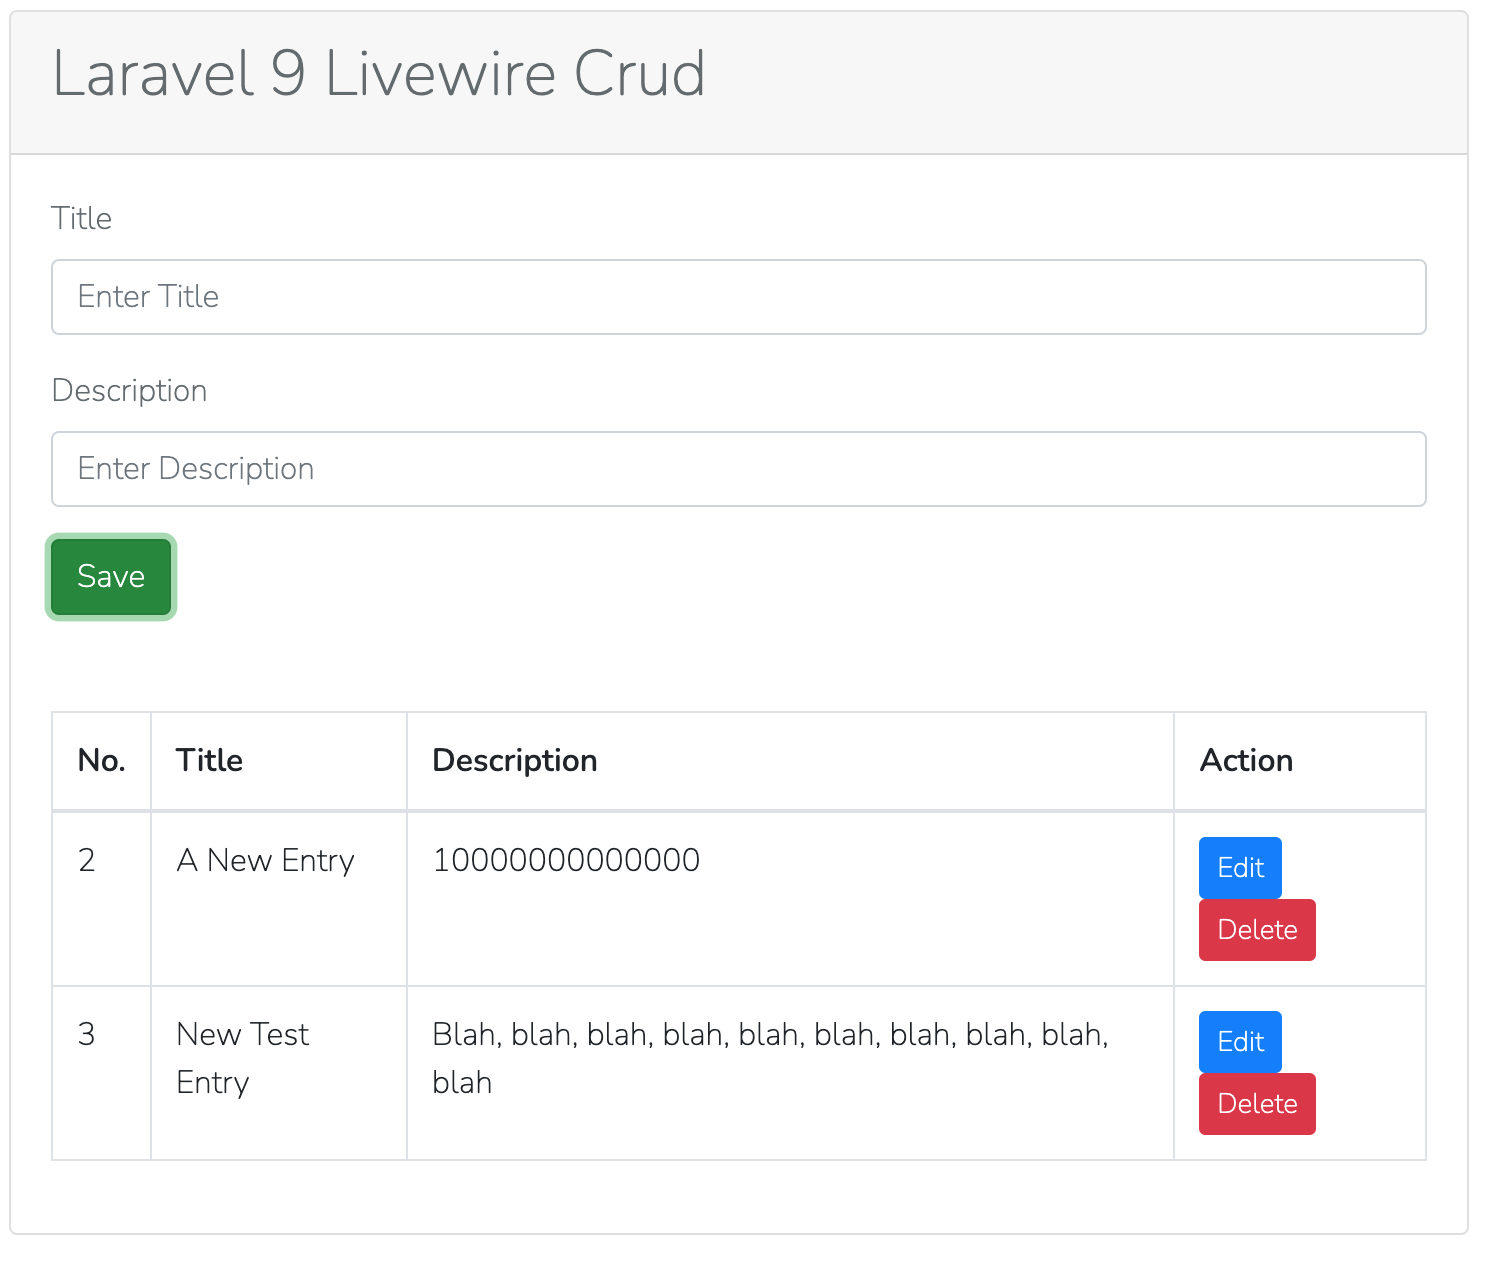 Laravel 9 Livewire Crud
Title
Enter Title
Description
Enter Description
Save
No. Title Description Action
2 A New Entry 10000000000000 Edit
Delete
3 New Test Blah, blah, blah, blah, blah, blah, blah, blah, blah, Edit
Entry blah
Delete